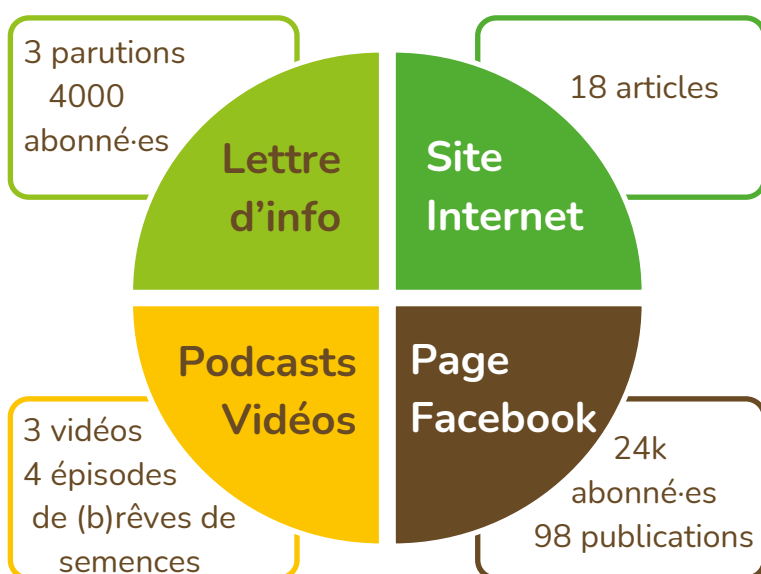 3 parutions
4000
abonné·es
Lettre
d’info
Site
Internet
18 articles
Podcasts
Vidéos
3 vidéos
4 épisodes
de (b)rêves de
semences
Page
Facebook
24k
abonné·es
98 publications